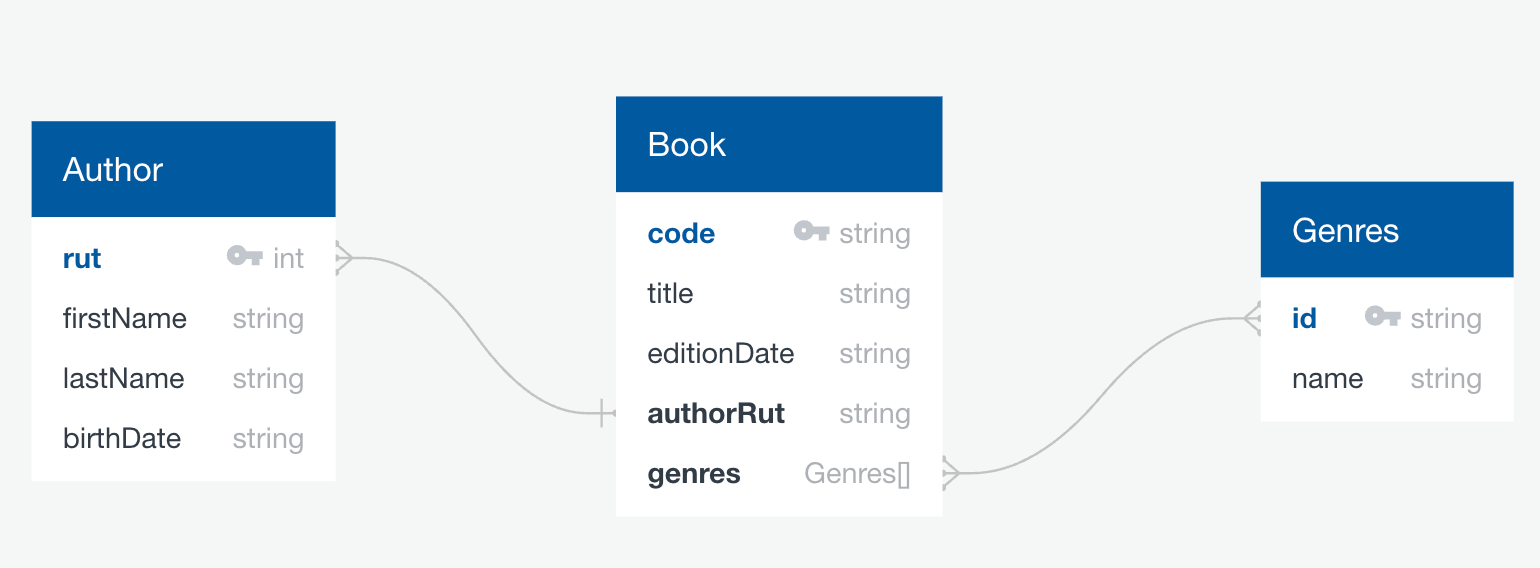 Author
rut int
firstName string
lastName string
birthDate string
Book
code string
title string
editionDate string
authorRut string
genres Genres[]
Genres
id string
name string